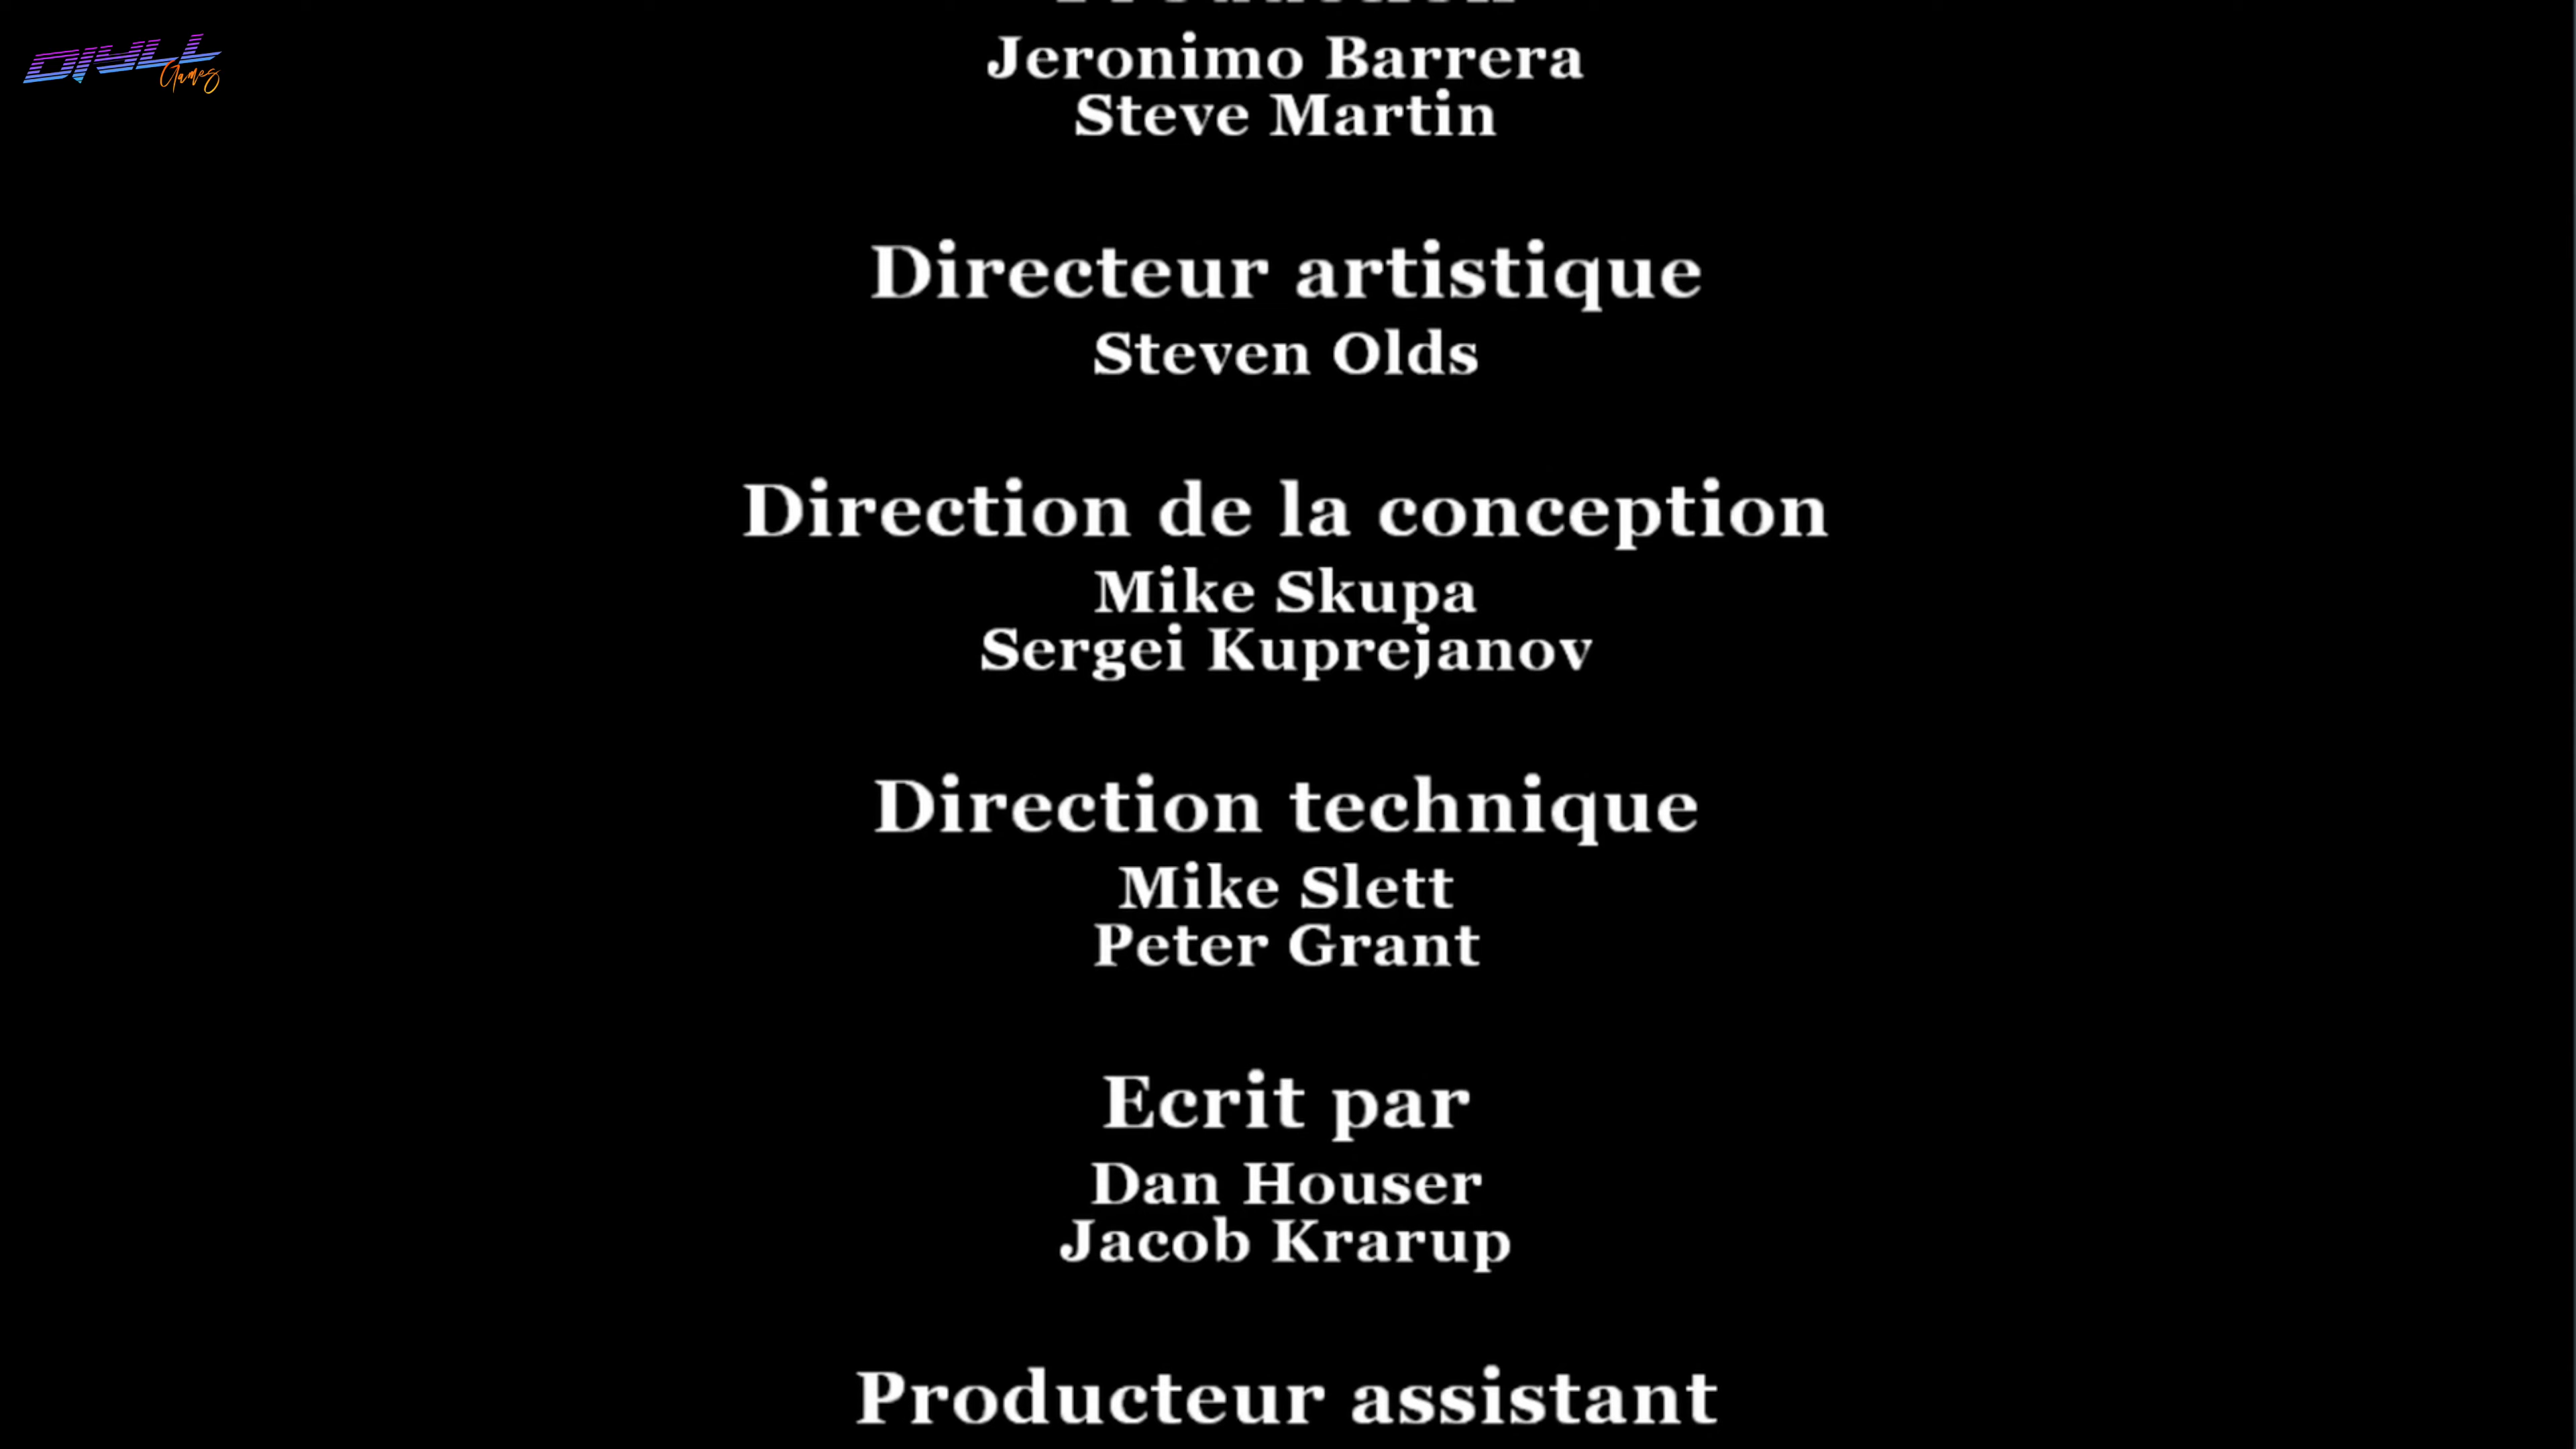 Production
Jeronimo Barrera
Steve Martin
Directeur artistique
Steven Olds
Direction de la conception
Mike Skupa
Sergei Kuprejanov
Direction technique
Mike Slett
Peter Grant
Ecrit par
Dan Houser
Jacob Krarup
Producteur assistant